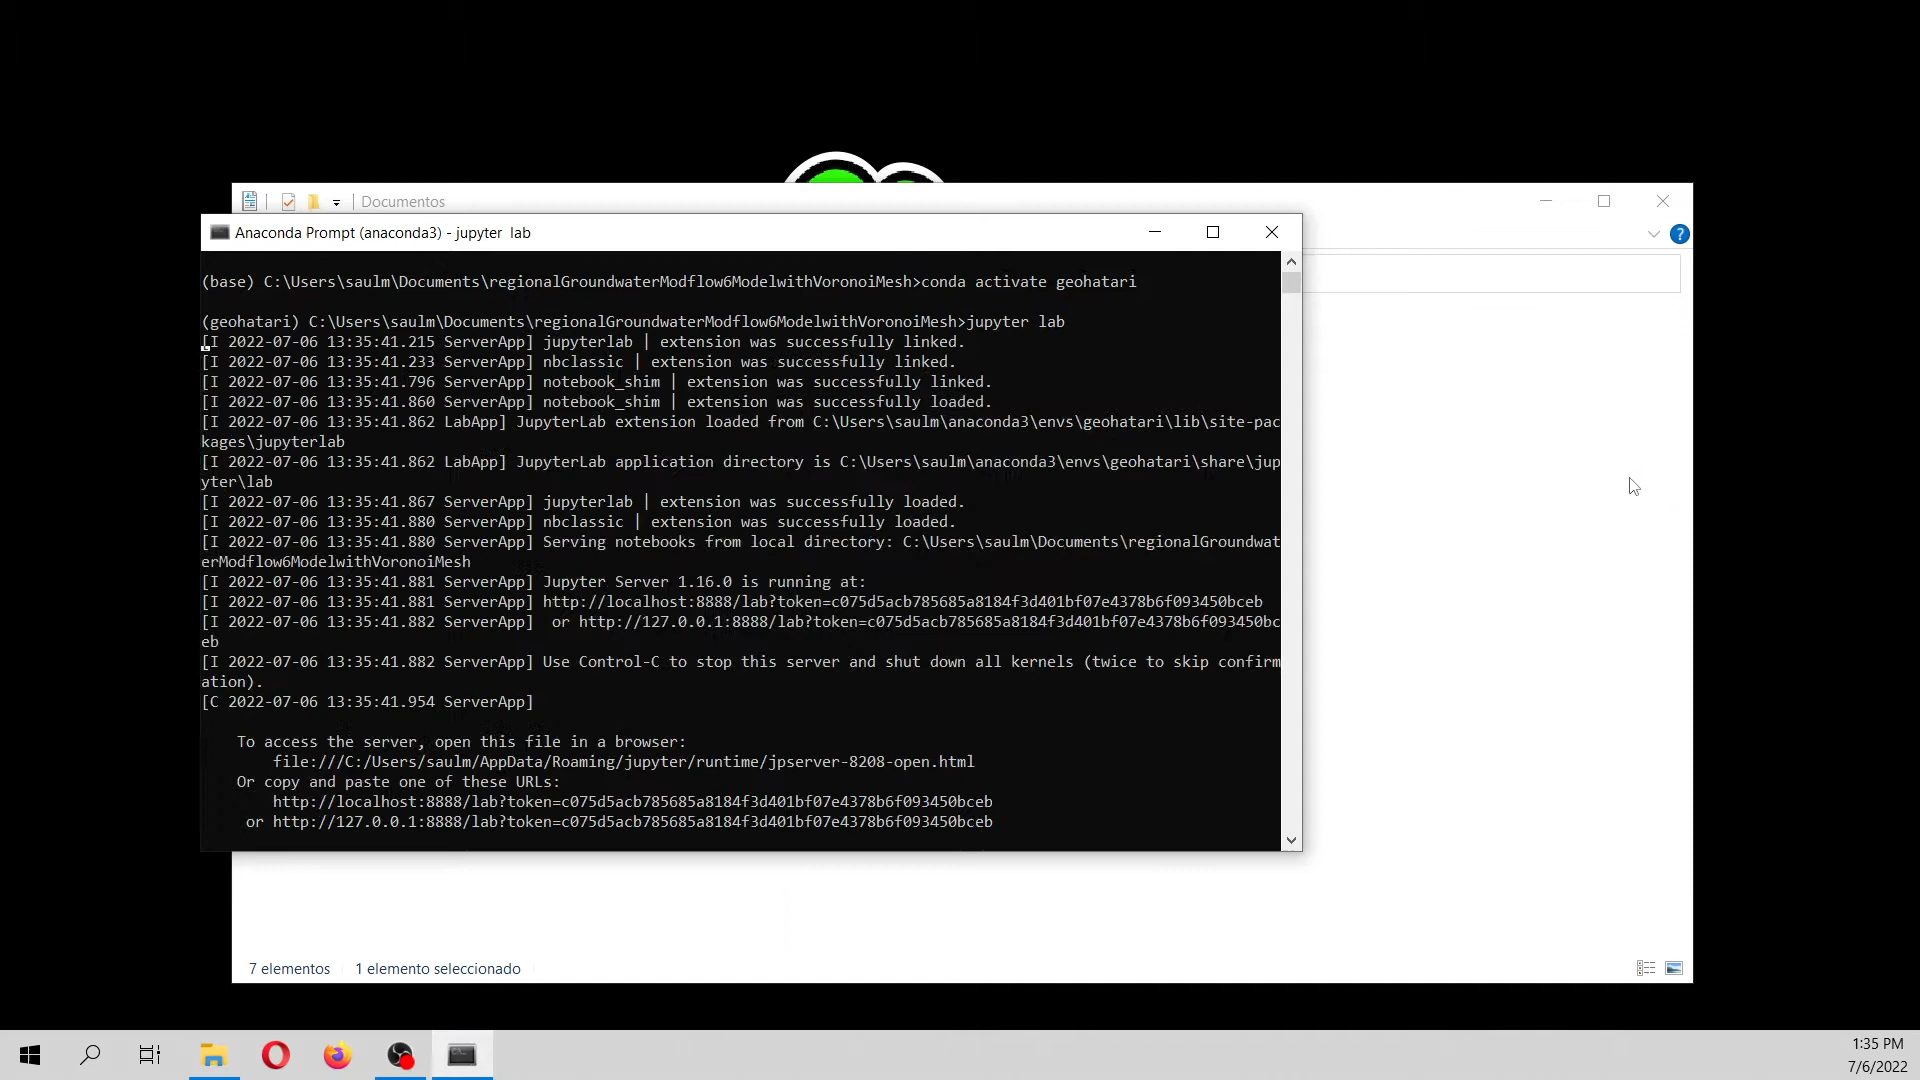 Documentos
Anaconda Prompt (anaconda3) - jupyter  lab
(base) C:\Users\saulm\Documents\regionalGroundwaterModflow6ModelwithVoronoiMesh>conda activate geohatari
(geohatari) C:\Users\saulm\Documents\regionalGroundwaterModflow6ModelwithVoronoiMesh>jupyter lab
[I 2022-07-06 13:35:41.215 ServerApp] jupyterlab | extension was successfully linked.
[I 2022-07-06 13:35:41.233 ServerApp] nbclassic | extension was successfully linked.
[I 2022-07-06 13:35:41.796 ServerApp] notebook_shim | extension was successfully linked.
[I 2022-07-06 13:35:41.860 ServerApp] notebook_shim | extension was successfully loaded.
[I 2022-07-06 13:35:41.862 LabApp] JupyterLab extension loaded from C:\Users\saulm\anaconda3\envs\geohatari\lib\site-pac
kages\jupyterlab
[I 2022-07-06 13:35:41.862 LabApp] JupyterLab application directory is C:\Users\saulm\anaconda3\envs\geohatari\share\jup
yter\lab
[I 2022-07-06 13:35:41.867 ServerApp] jupyterlab | extension was successfully loaded.
[I 2022-07-06 13:35:41.880 ServerApp] nbclassic | extension was successfully loaded.
[I 2022-07-06 13:35:41.880 ServerApp] Serving notebooks from local directory: C:\Users\saulm\Documents\regionalGroundwat
erModflow6ModelwithVoronoiMesh
[I 2022-07-06 13:35:41.881 ServerApp] Jupyter Server 1.16.0 is running at:
[I 2022-07-06 13:35:41.881 ServerApp] http://localhost:8888/lab?token=c075d5acb785685a8184f3d401bf07e4378b6f093450bceb
[I 2022-07-06 13:35:41.882 ServerApp]  or http://127.0.0.1:8888/lab?token=c075d5acb785685a8184f3d401bf07e4378b6f093450bc
eb
[I 2022-07-06 13:35:41.882 ServerApp] Use Control-C to stop this server and shut down all kernels (twice to skip confirm
ation).
[C 2022-07-06 13:35:41.954 ServerApp]
To access the server, open this file in a browser:
file:///C:/Users/saulm/AppData/Roaming/jupyter/runtime/jpserver-8208-open.html
Or copy and paste one of these URLs:
http://localhost:8888/lab?token=c075d5acb785685a8184f3d401bf07e4378b6f093450bceb
or http://127.0.0.1:8888/lab?token=c075d5acb785685a8184f3d401bf07e4378b6f093450bceb
7 elementos 1 elemento seleccionado
1:35 PM
7/6/2022